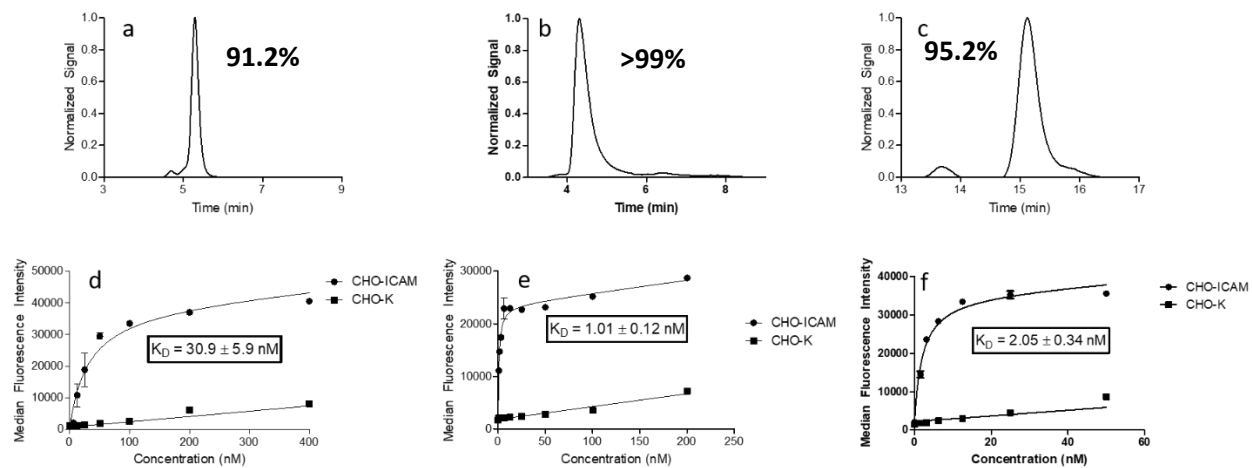 a
91.2%
Normalized Signal
1.0
0.8
0.6
0.4
0.2
0.0
3
5
7
9
Time (min)
b
>99%
Normalized Signal
1.0
0.8
0.6
0.4
0.2
0.0
4
6
8
Time (min)
c
95.2%
Normalized Signal
1.0
0.8
0.6
0.4
0.2
0.0
13
14
15
16
17
Time (min)
d
Median Fluorescence Intensity
50000
40000
30000
20000
10000
0
0
100
200
300
400
Concentration (nM)
CHO-ICAM
CHO-K
KD = 30.9 ± 5.9 nM
e
Median Fluorescence Intensity
30000
20000
10000
0
0
50
100
150
200
250
Concentration (nM)
CHO-ICAM
CHO-K
KD = 1.01 ± 0.12 nM
f
Median Fluorescence Intensity
40000
30000
20000
10000
0
0
20
40
60
Concentration (nM)
CHO-ICAM
CHO-K
KD = 2.05 ± 0.34 nM